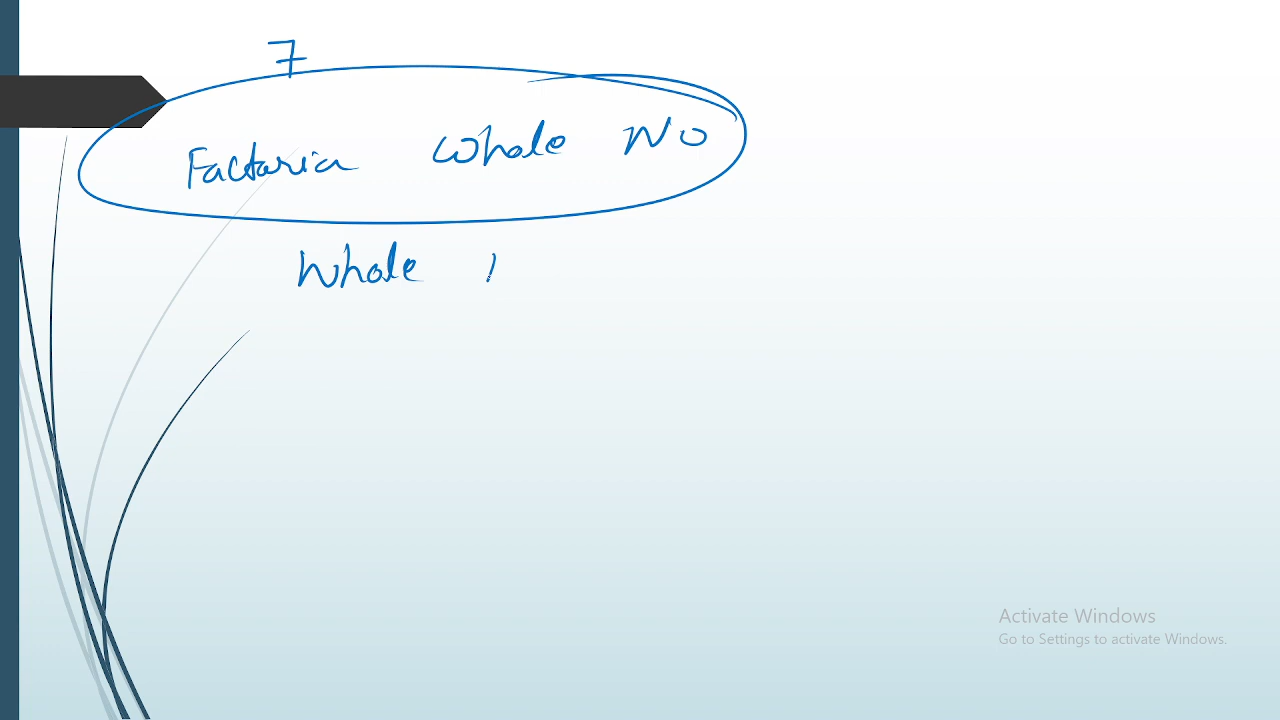 7
Factoria Whole No
Whole
Activate Windows
Go to Settings to activate Windows.